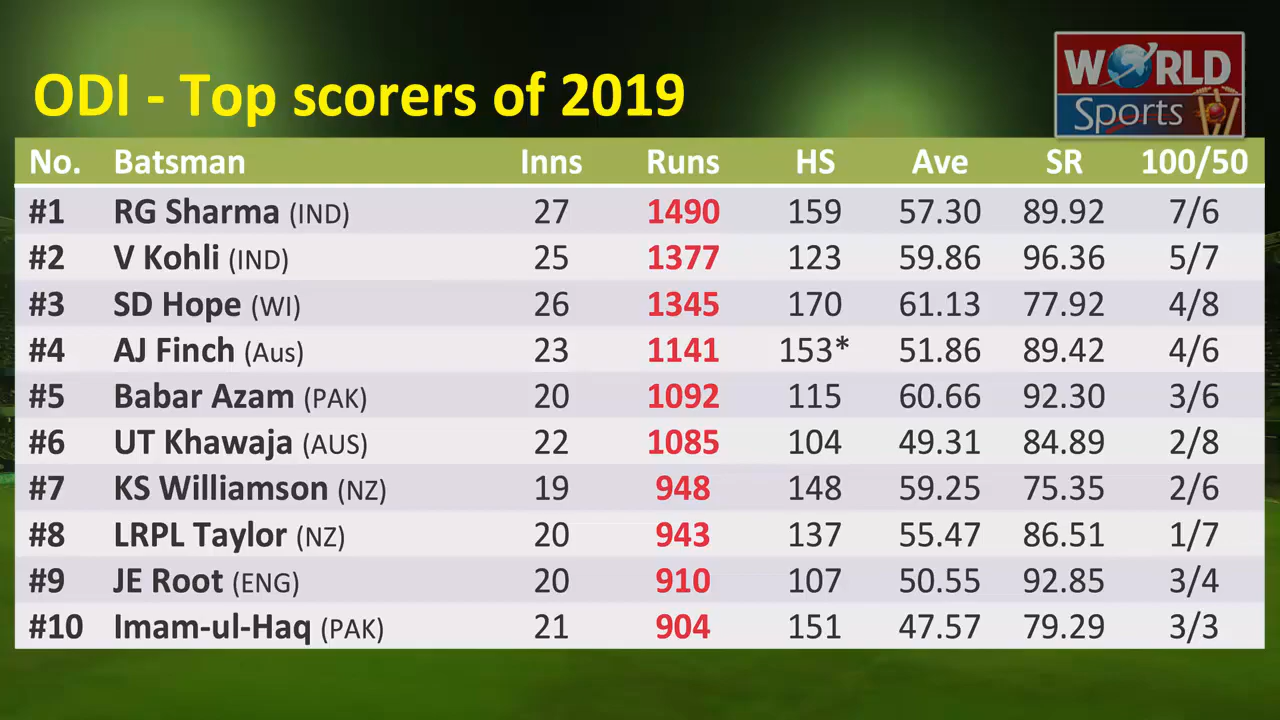 ODI - Top scorers of 2019
WORLD
Sports
No. Batsman Inns Runs HS Ave SR 100/50
#1 RG Sharma (IND) 27 1490 159 57.30 89.92 7/6
#2 V Kohli (IND) 25 1377 123 59.86 96.36 5/7
#3 SD Hope (WI) 26 1345 170 61.13 77.92 4/8
#4 AJ Finch (Aus) 23 1141 153* 51.86 89.42 4/6
#5 Babar Azam (PAK) 20 1092 115 60.66 92.30 3/6
#6 UT Khawaja (AUS) 22 1085 104 49.31 84.89 2/8
#7 KS Williamson (NZ) 19 948 148 59.25 75.35 2/6
#8 LRPL Taylor (NZ) 20 943 137 55.47 86.51 1/7
#9 JE Root (ENG) 20 910 107 50.55 92.85 3/4
#10 Imam-ul-Haq (PAK) 21 904 151 47.57 79.29 3/3